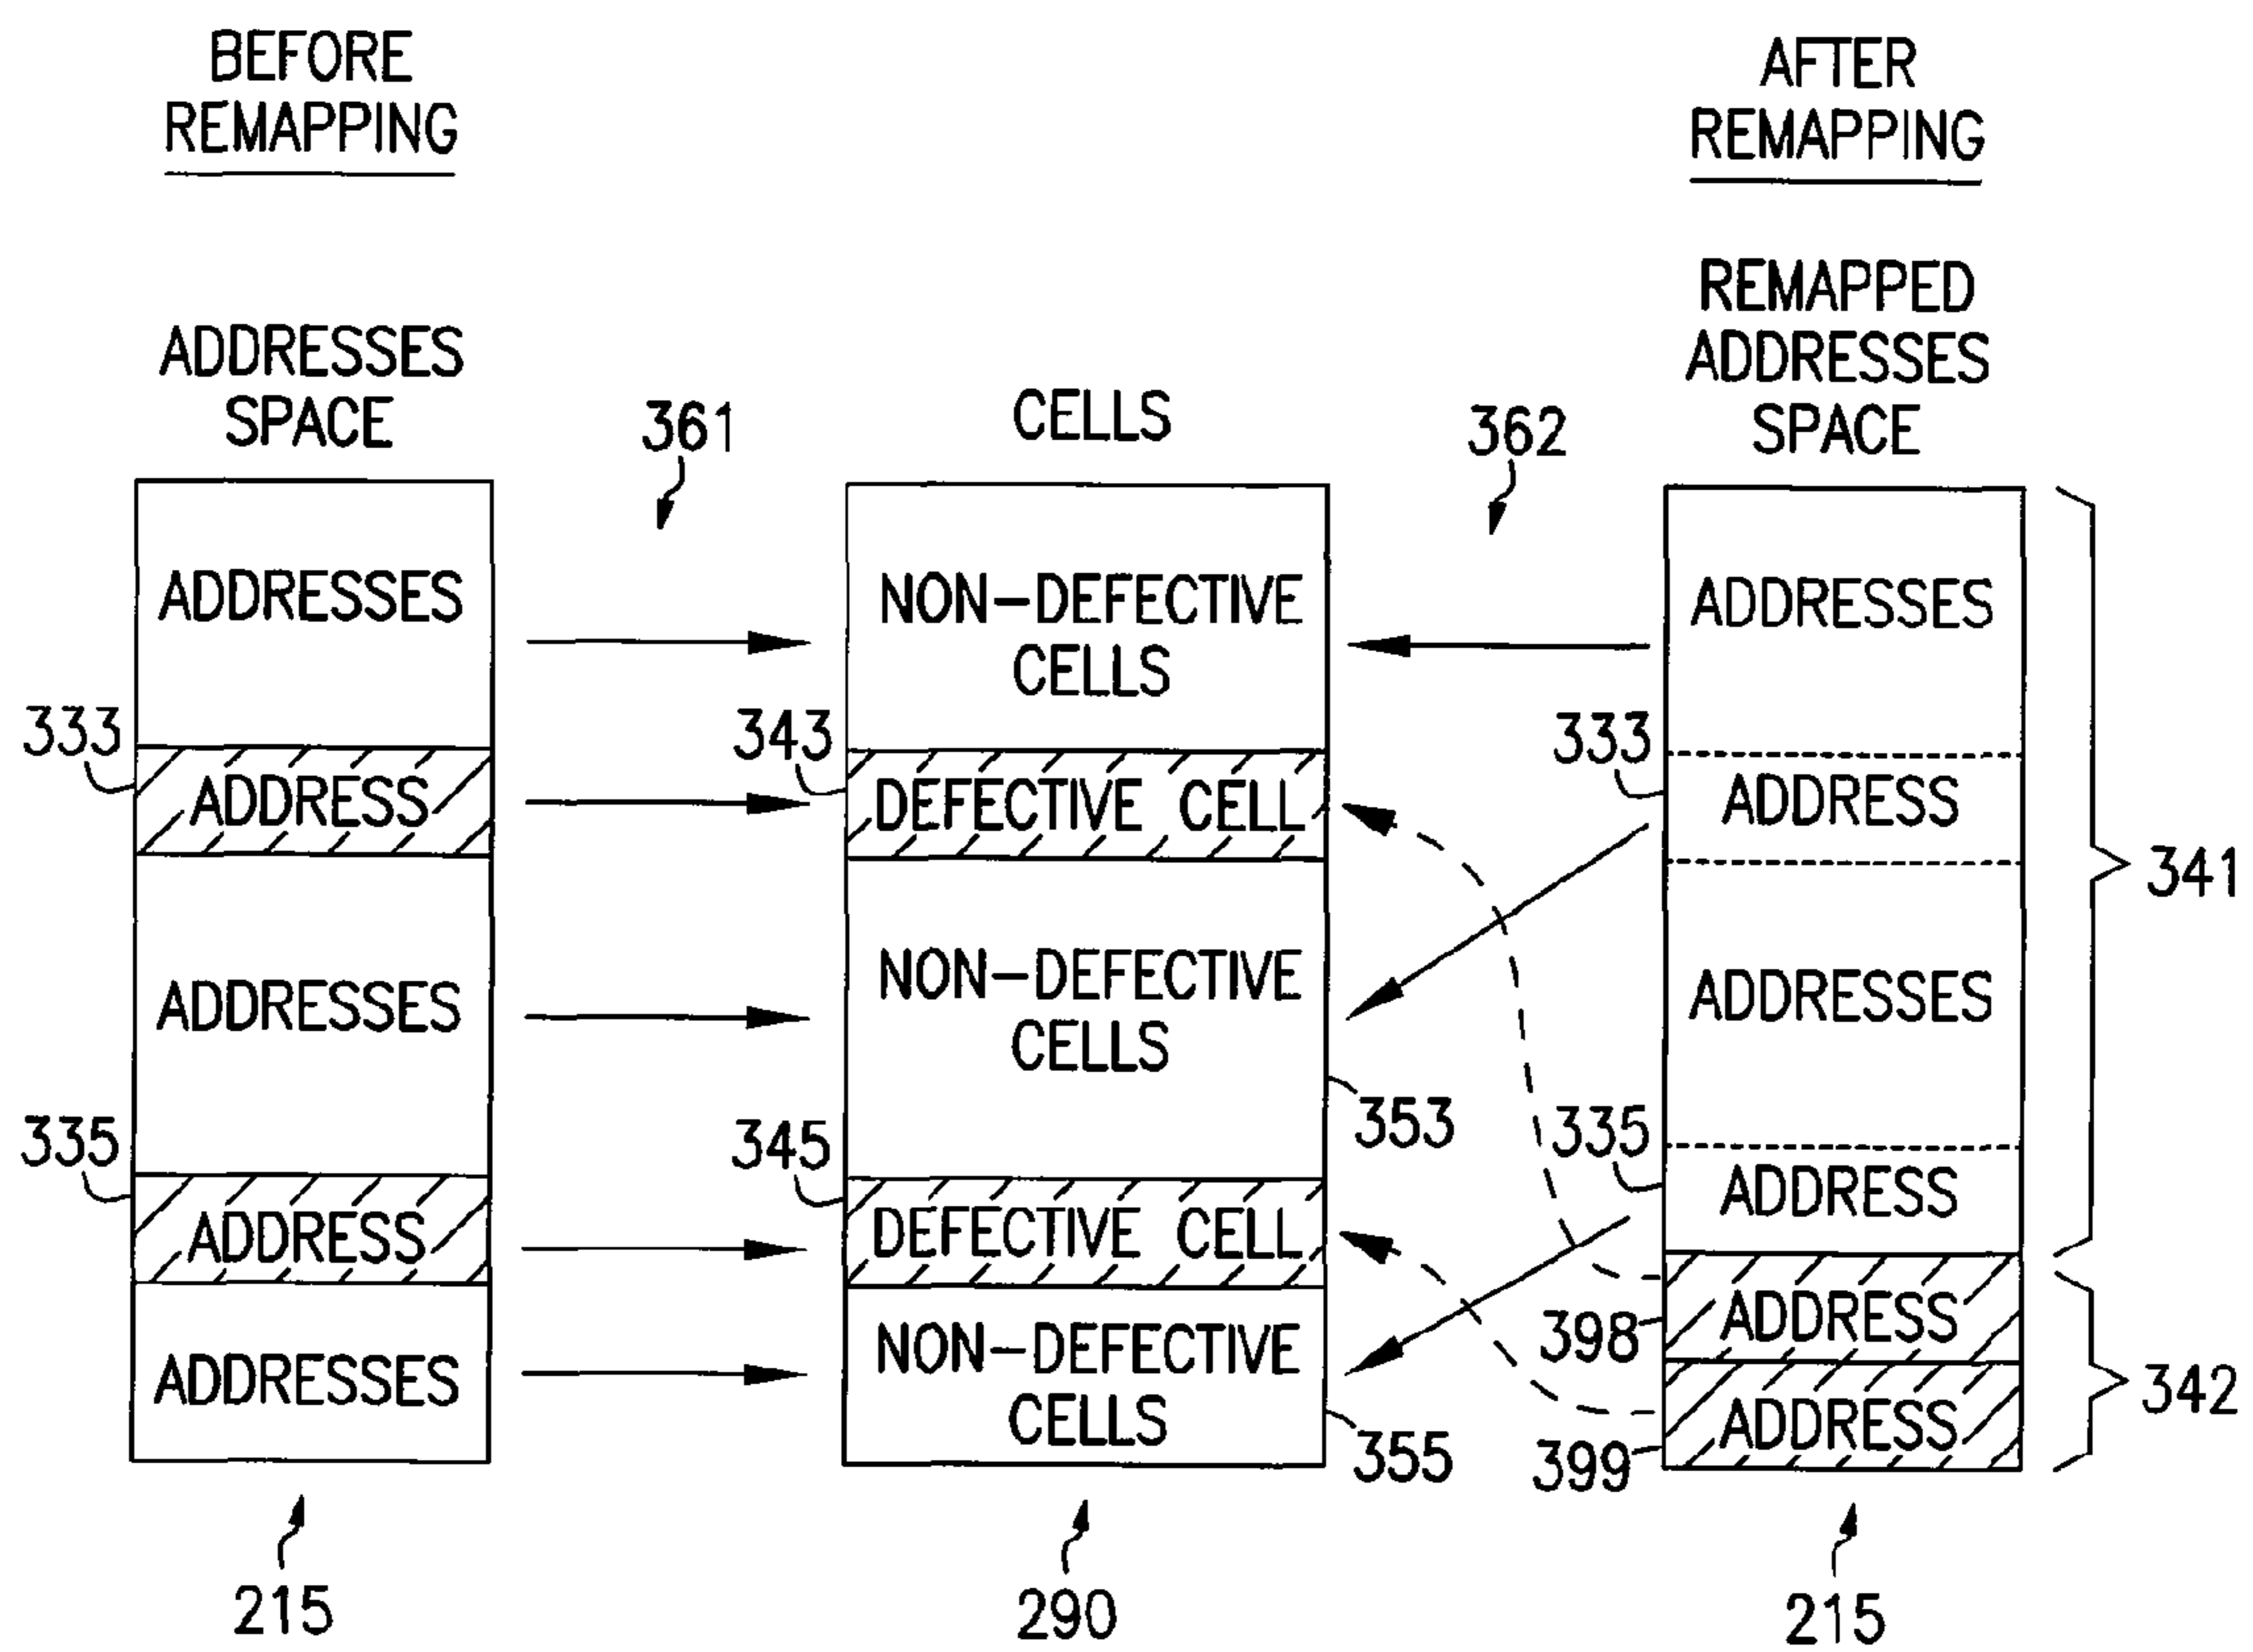 BEFORE
REMAPPING
ADDRESSES
SPACE
361
ADDRESSES
333
ADDRESS
ADDRESSES
335
ADDRESS
ADDRESSES
215
CELLS
NON-DEFECTIVE
CELLS
343
DEFECTIVE CELL
NON-DEFECTIVE
CELLS
353
345
DEFECTIVE CELL
NON-DEFECTIVE
CELLS
355
290
AFTER
REMAPPING
REMAPPED
ADDRESSES
SPACE
362
ADDRESSES
333
ADDRESS
341
ADDRESSES
335
ADDRESS
398
ADDRESS
342
399
ADDRESS
215